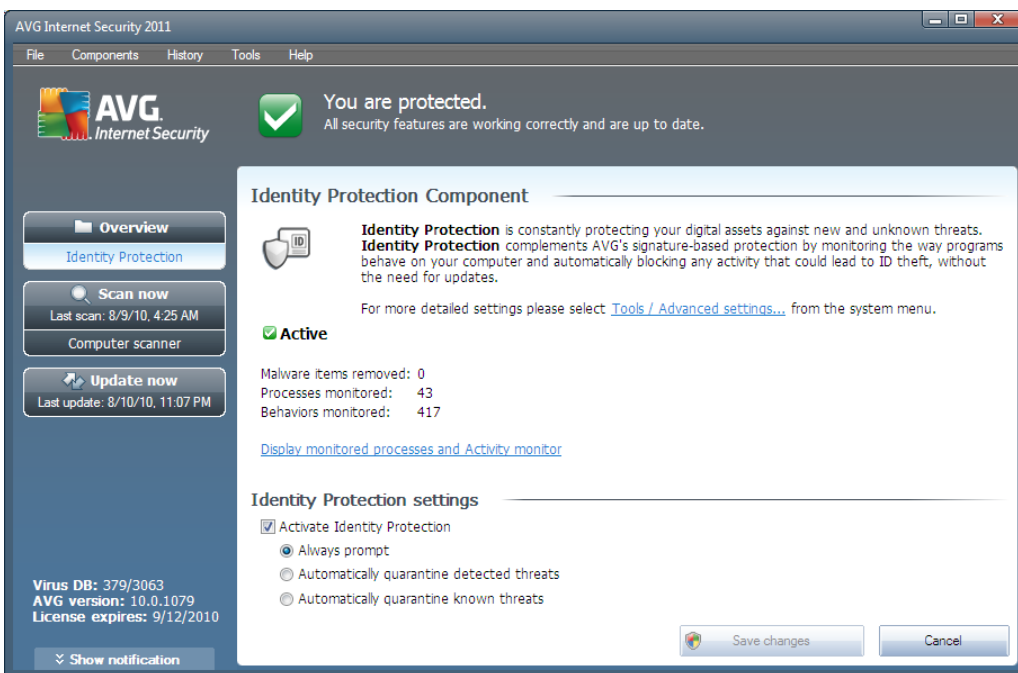 AVG Internet Security 2011
File Components History Tools Help
AVG.
Internet Security
You are protected.
All security features are working correctly and are up to date.
Overview
Identity Protection
Scan now
Last scan: 8/9/10, 4:25 AM
Computer scanner
Update now
Last update: 8/10/10, 11:07 PM
Virus DB: 379/3063
AVG version: 10.0.1079
License expires: 9/12/2010
Show notification
Identity Protection Component
ID
Identity Protection is constantly protecting your digital assets against new and unknown threats.
Identity Protection complements AVG's signature-based protection by monitoring the way programs
behave on your computer and automatically blocking any activity that could lead to ID theft, without
the need for updates.
For more detailed settings please select Tools / Advanced settings... from the system menu.
Active
Malware items removed: 0
Processes monitored: 43
Behaviors monitored: 417
Display monitored processes and Activity monitor
Identity Protection settings
Activate Identity Protection
Always prompt
Automatically quarantine detected threats
Automatically quarantine known threats
Save changes Cancel